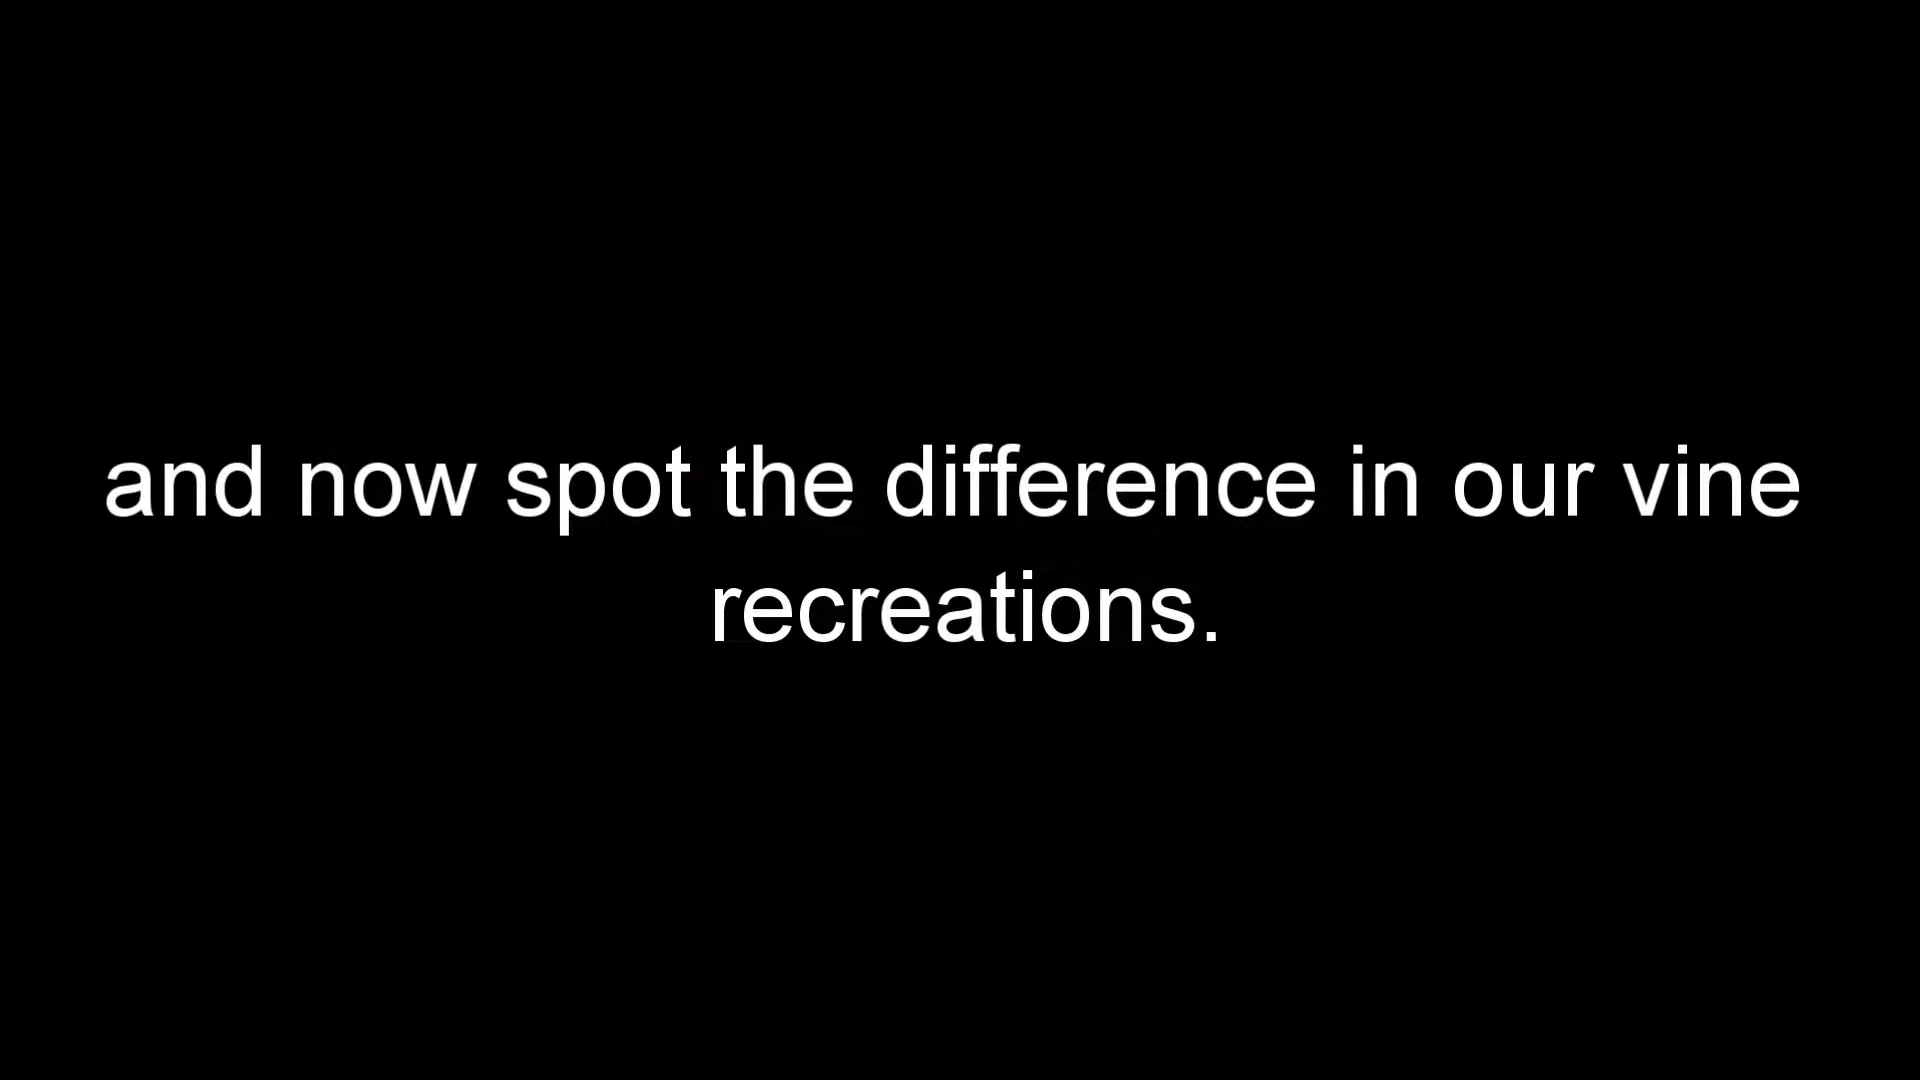 and now spot the difference in our vine
recreations.